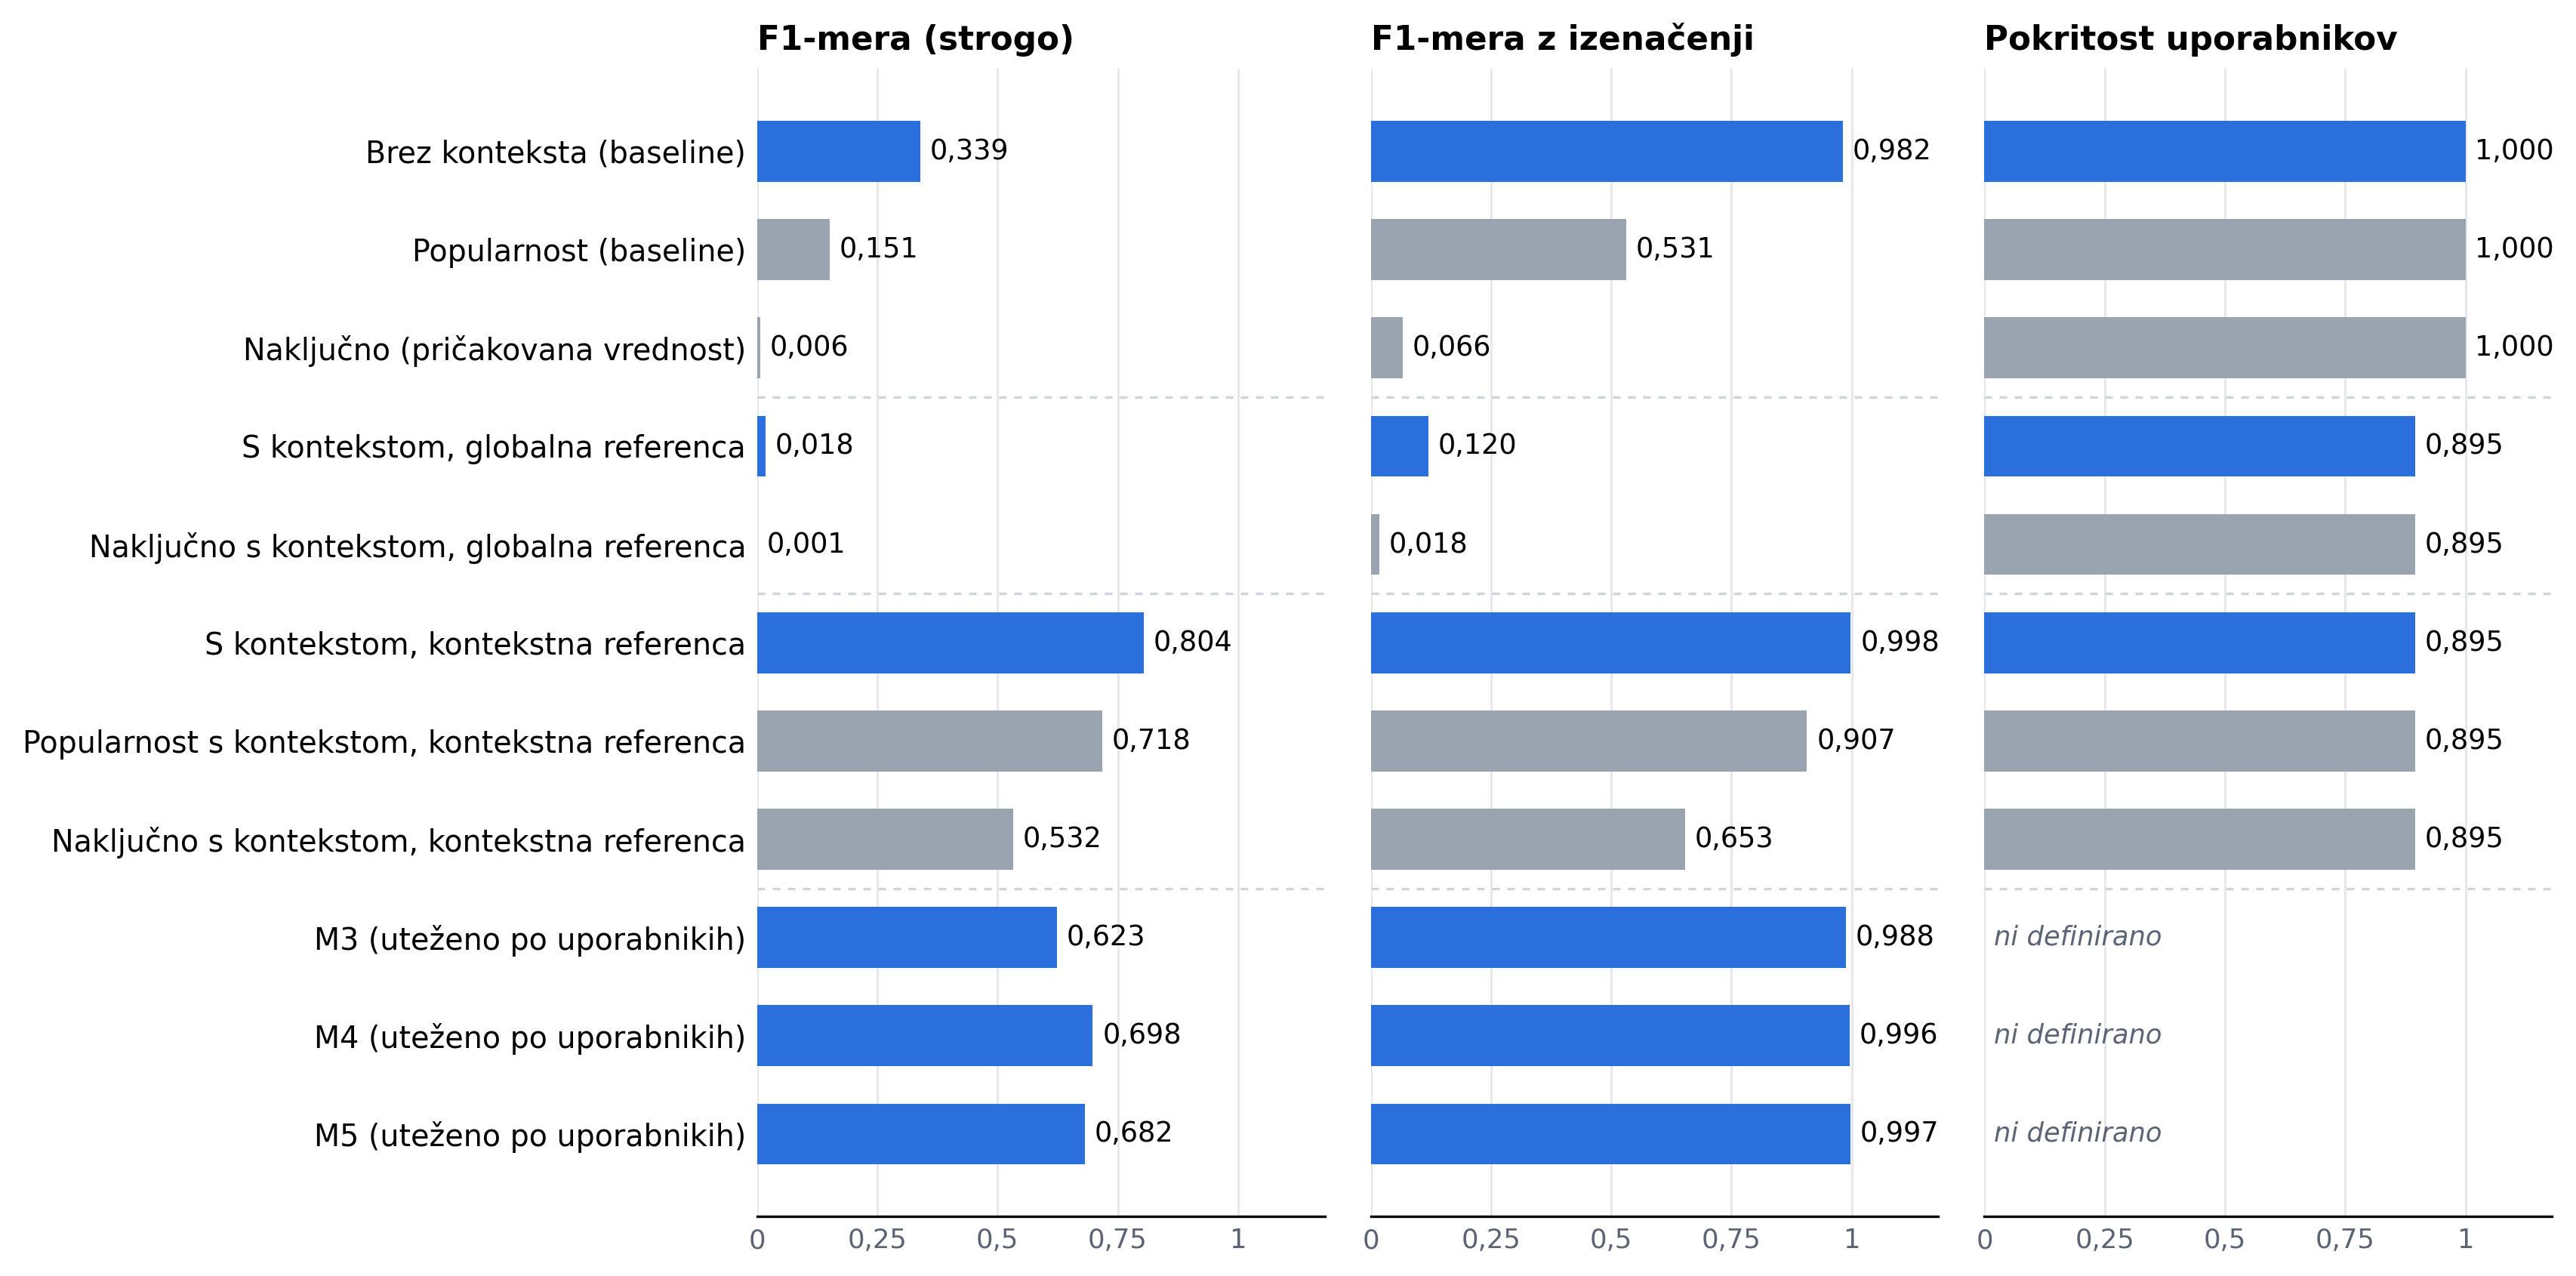 F1-mera (strogo) F1-mera z izenačenji Pokritost uporabnikov
Brez konteksta (baseline) 0,339 0,982 1,000
Popularnost (baseline) 0,151 0,531 1,000
Naključno (pričakovana vrednost) 0,006 0,066 1,000
S kontekstom, globalna referenca 0,018 0,120 0,895
Naključno s kontekstom, globalna referenca 0,001 0,018 0,895
S kontekstom, kontekstna referenca 0,804 0,998 0,895
Popularnost s kontekstom, kontekstna referenca 0,718 0,907 0,895
Naključno s kontekstom, kontekstna referenca 0,532 0,653 0,895
M3 (uteženo po uporabnikih) 0,623 0,988 ni definirano
M4 (uteženo po uporabnikih) 0,698 0,996 ni definirano
M5 (uteženo po uporabnikih) 0,682 0,997 ni definirano
0 0,25 0,5 0,75 1 0 0,25 0,5 0,75 1 0 0,25 0,5 0,75 1